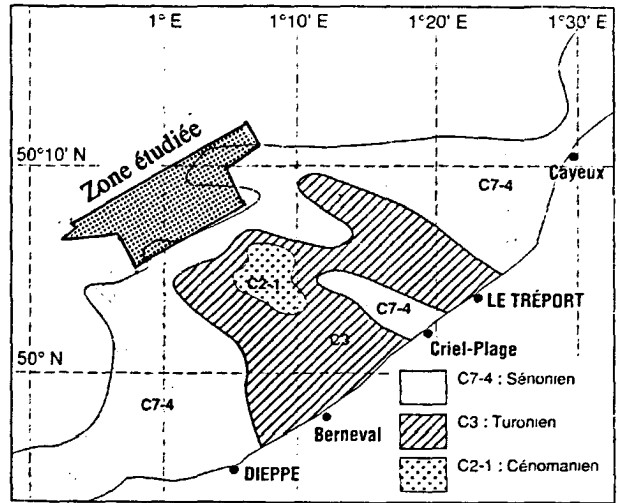 1° E
1°10' E
1°20' E
1°30' E
Zone étudiée
50°10' N
Cayeux
C7-4
C2-1
LE TRÉPORT
C7-4
C3
Criel-Plage
50° N
C7-4
Berneval
DIEPPE
C7-4 : Sénonien
C3 : Turonien
C2-1 : Cénomanien